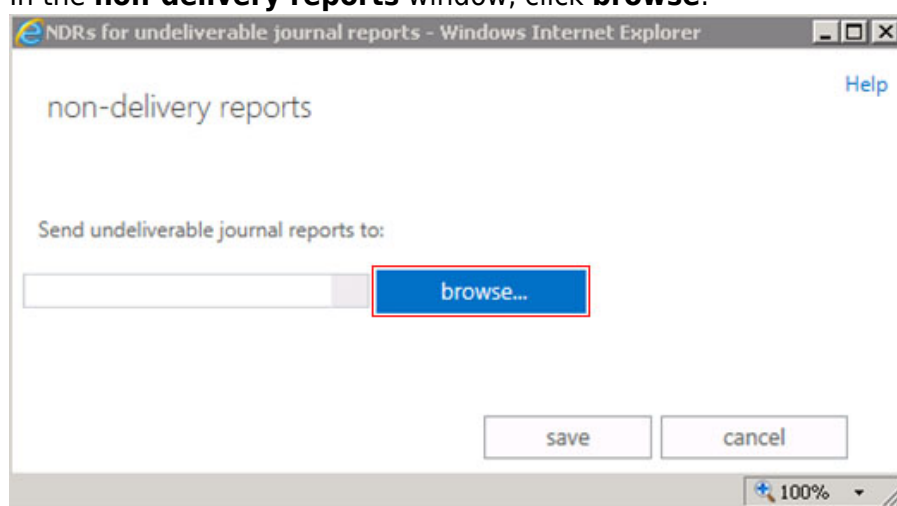 In the non-delivery reports window, click browse.
NDRs for undeliverable journal reports - Windows Internet Explorer
Help
non-delivery reports
Send undeliverable journal reports to:
browse...
save
cancel
100%